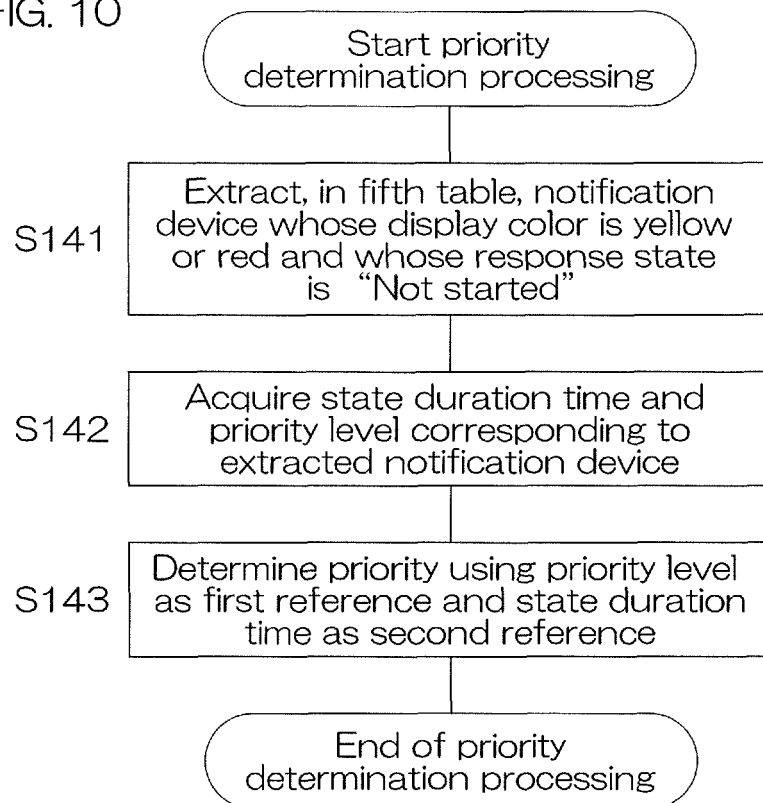 FIG. 10
Start priority
determination processing
S141
Extract, in fifth table, notification
device whose display color is yellow
or red and whose response state
is “Not started”
S142
Acquire state duration time and
priority level corresponding to
extracted notification device
S143
Determine priority using priority level
as first reference and state duration
time as second reference
End of priority
determination processing